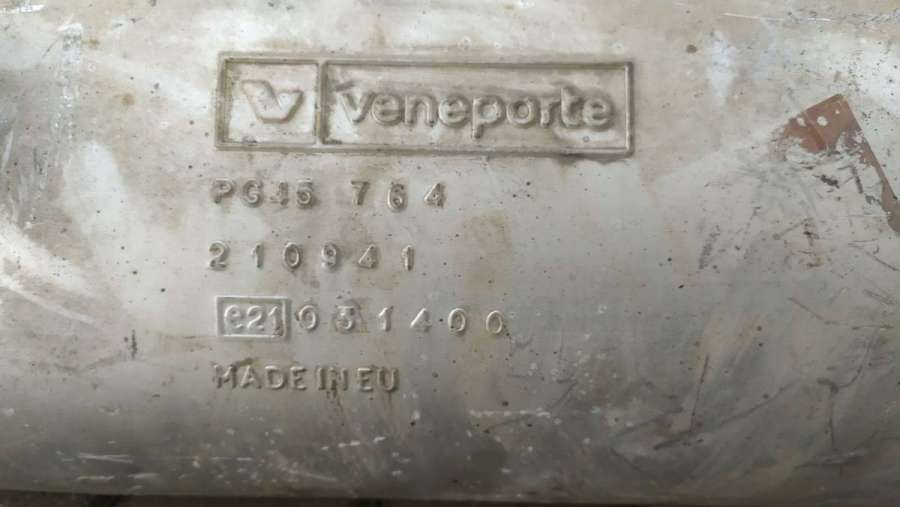 veneporte
PG45 764
210941
e21 031400
MADE IN EU